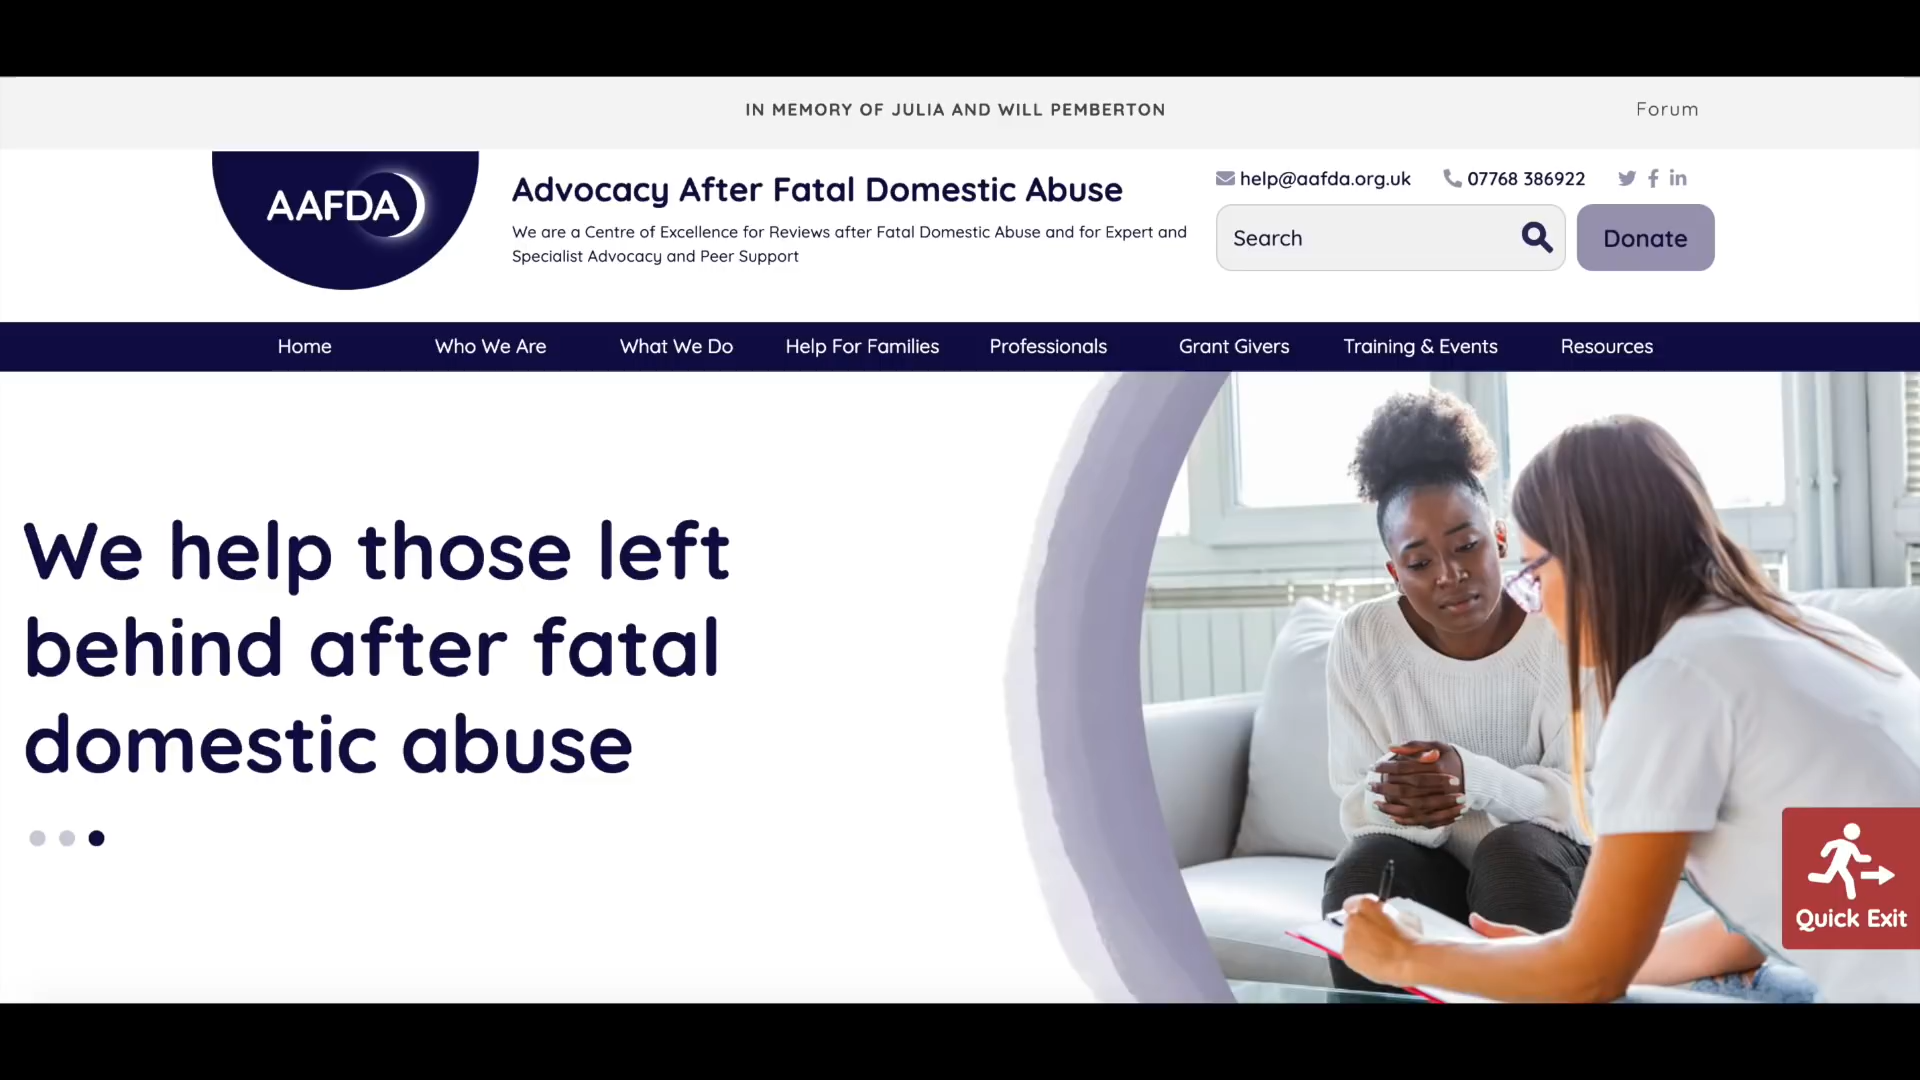 IN MEMORY OF JULIA AND WILL PEMBERTON
Forum
AAFDA
Advocacy After Fatal Domestic Abuse
We are a Centre of Excellence for Reviews after Fatal Domestic Abuse and for Expert and
Specialist Advocacy and Peer Support
help@aafda.org.uk
07768 386922
Search
Donate
Home
Who We Are
What We Do
Help For Families
Professionals
Grant Givers
Training & Events
Resources
We help those left
behind after fatal
domestic abuse
Quick Exit